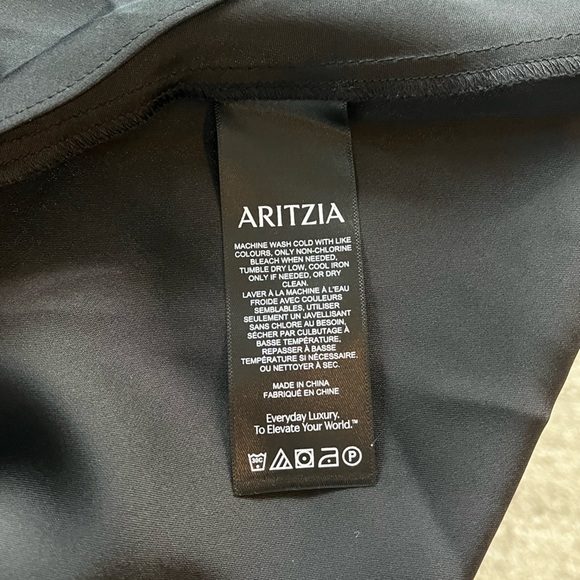 ARITZIA
MACHINE WASH COLD WITH LIKE
COLOURS, ONLY NON-CHLORINE
BLEACH WHEN NEEDED,
TUMBLE DRY LOW, COOL IRON
ONLY IF NEEDED, OR DRY
CLEAN.
LAVER À LA MACHINE À L'EAU
FROIDE AVEC COULEURS
SEMBLABLES, UTILISER
SEULEMENT UN JAVELLISANT
SANS CHLORE AU BESOIN,
SÉCHER PAR CULBUTAGE À
BASSE TEMPÉRATURE,
REPASSER À BASSE
TEMPÉRATURE SI NÉCESSAIRE,
OU NETTOYER À SEC.
MADE IN CHINA
FABRIQUÉ EN CHINE
Everyday Luxury.
To Elevate Your World.™
30C P